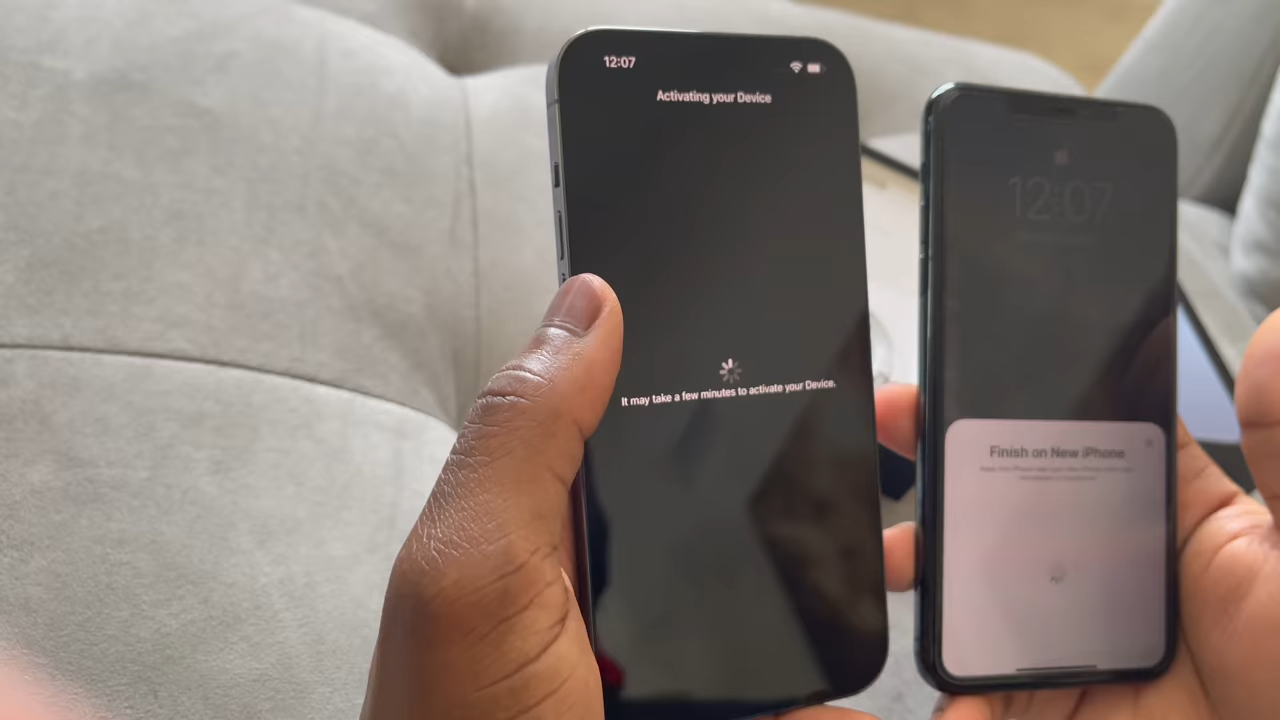 12:07
Activating your Device
It may take a few minutes to activate your Device.
12:07
Finish on New iPhone